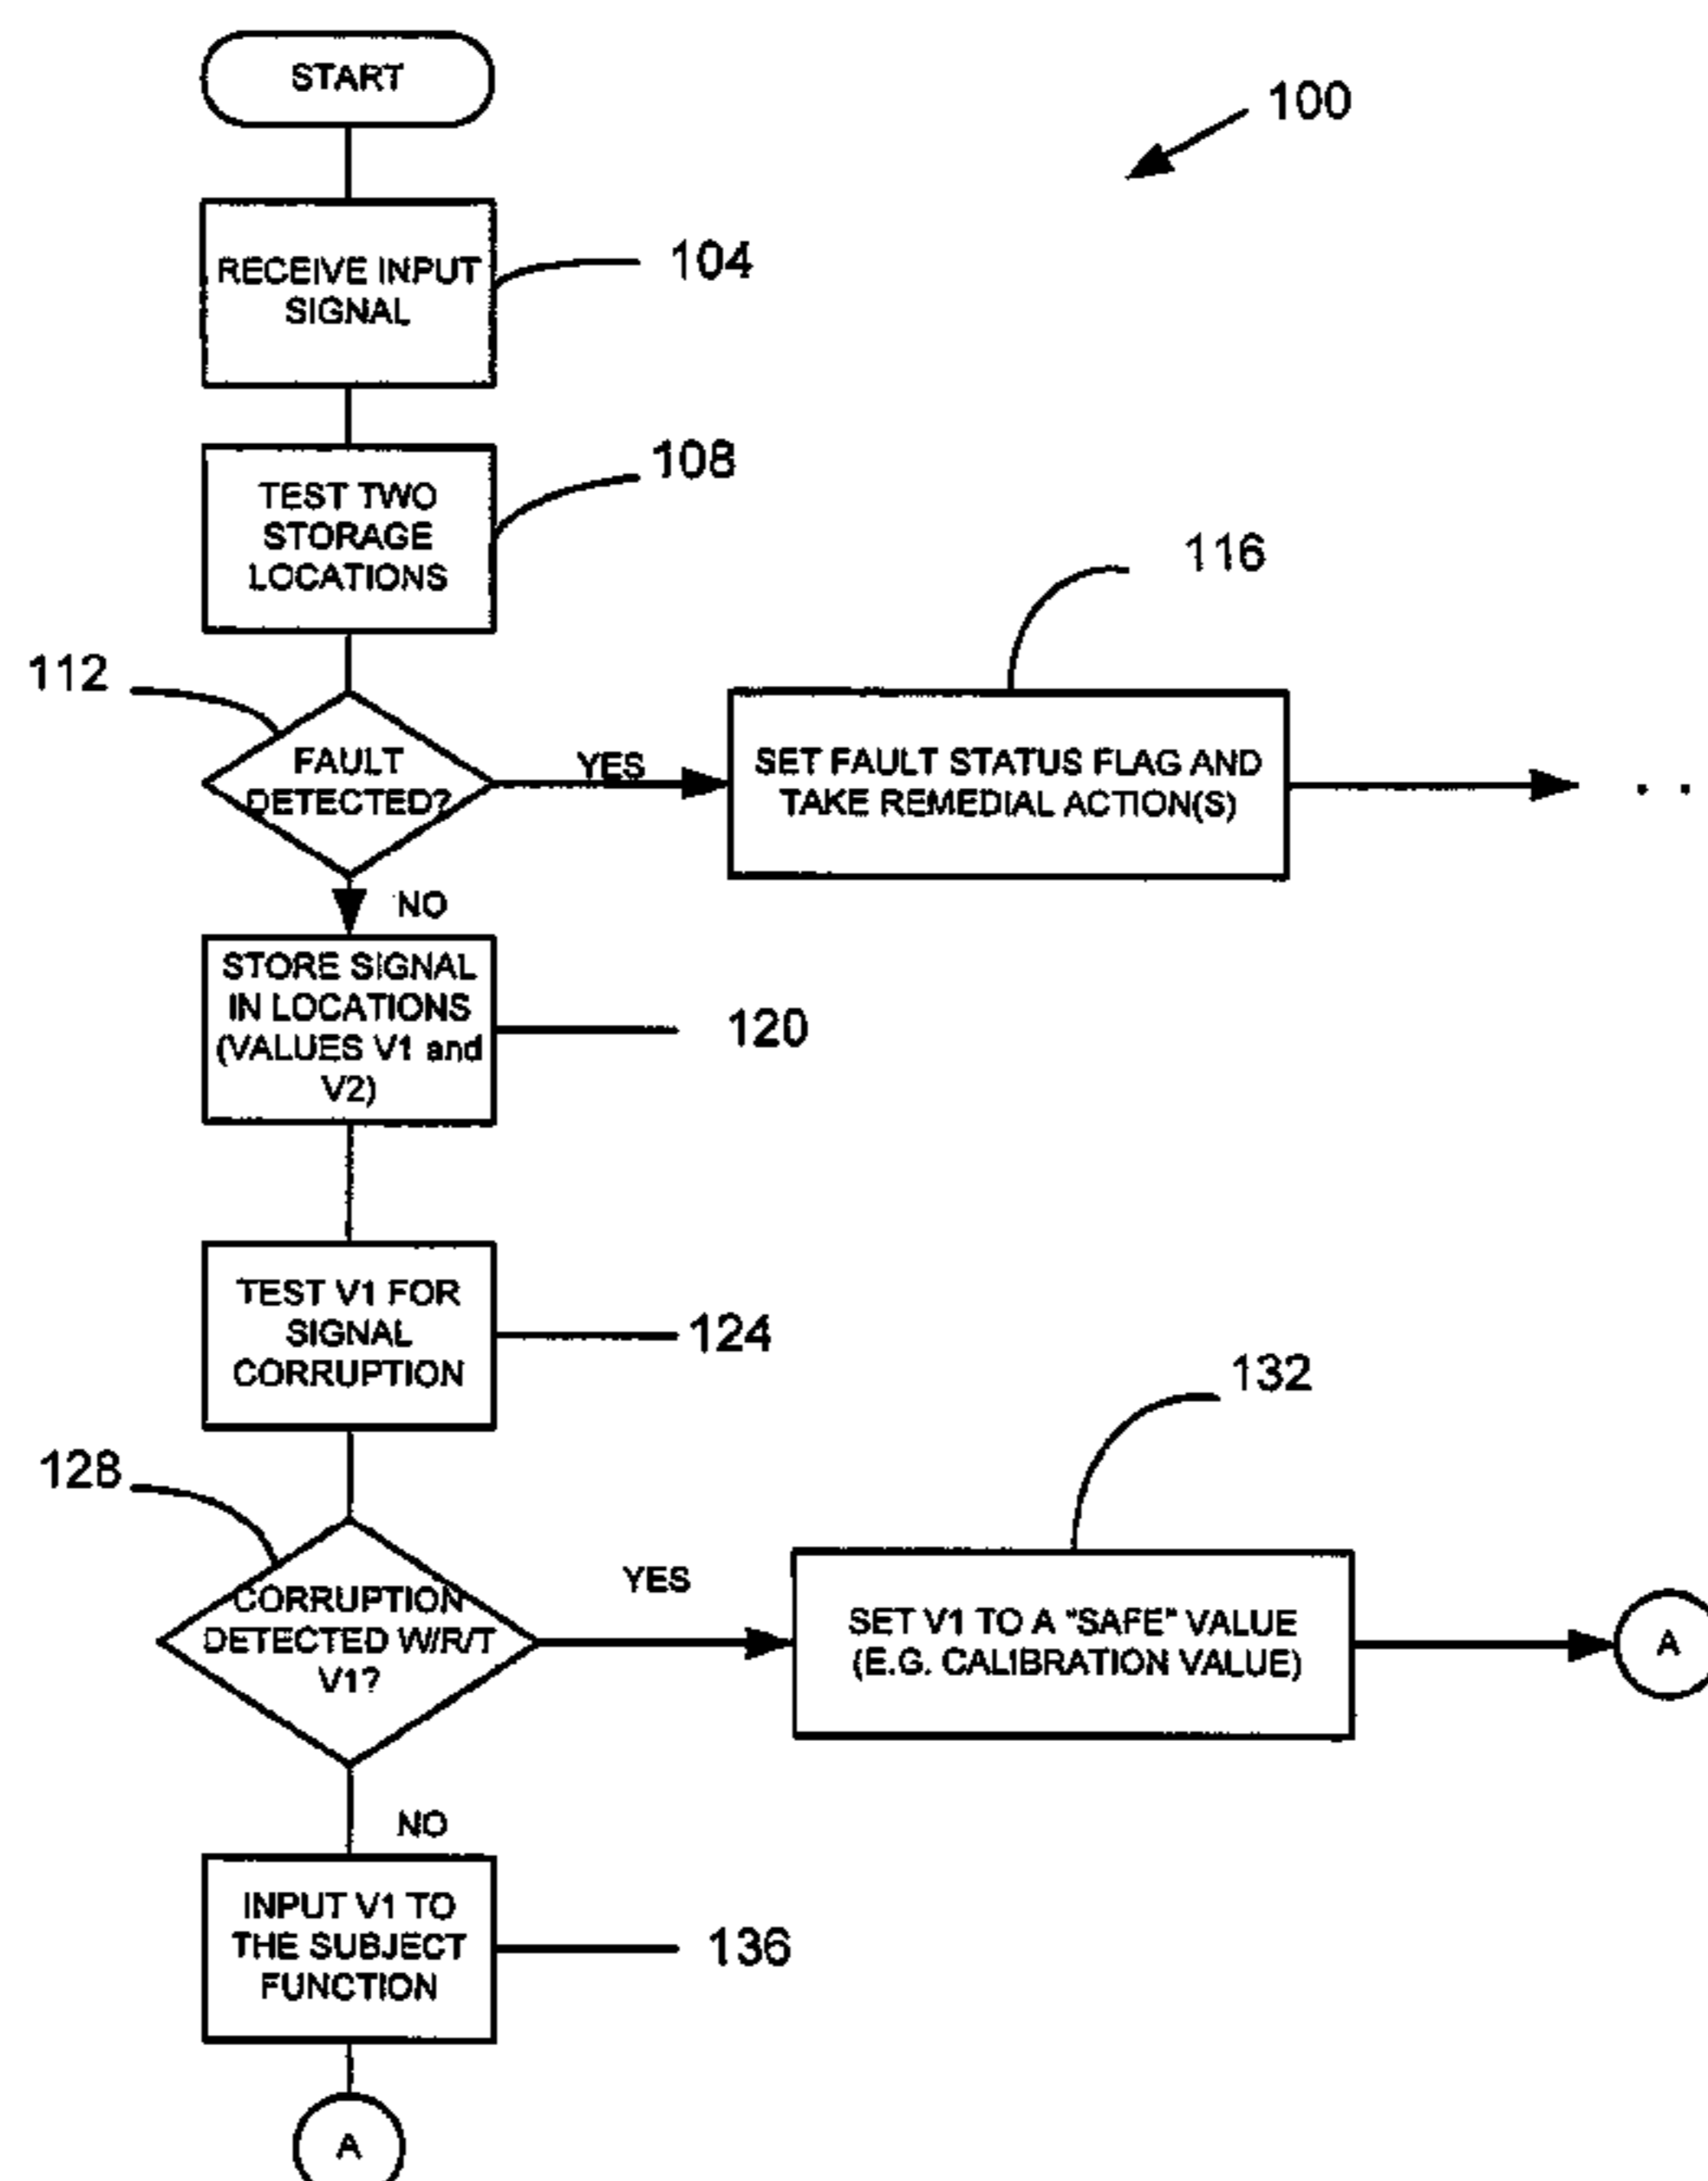 START
100
RECEIVE INPUT
SIGNAL
104
TEST TWO
STORAGE
LOCATIONS
108
112
FAULT
DETECTED?
YES
116
SET FAULT STATUS FLAG AND
TAKE REMEDIAL ACTION(S)
. .
NO
STORE SIGNAL
IN LOCATIONS
(VALUES V1 and
V2)
120
TEST V1 FOR
SIGNAL
CORRUPTION
124
128
CORRUPTION
DETECTED W/R/T
V1?
YES
132
SET V1 TO A "SAFE" VALUE
(E.G. CALIBRATION VALUE)
A
NO
INPUT V1 TO
THE SUBJECT
FUNCTION
136
A